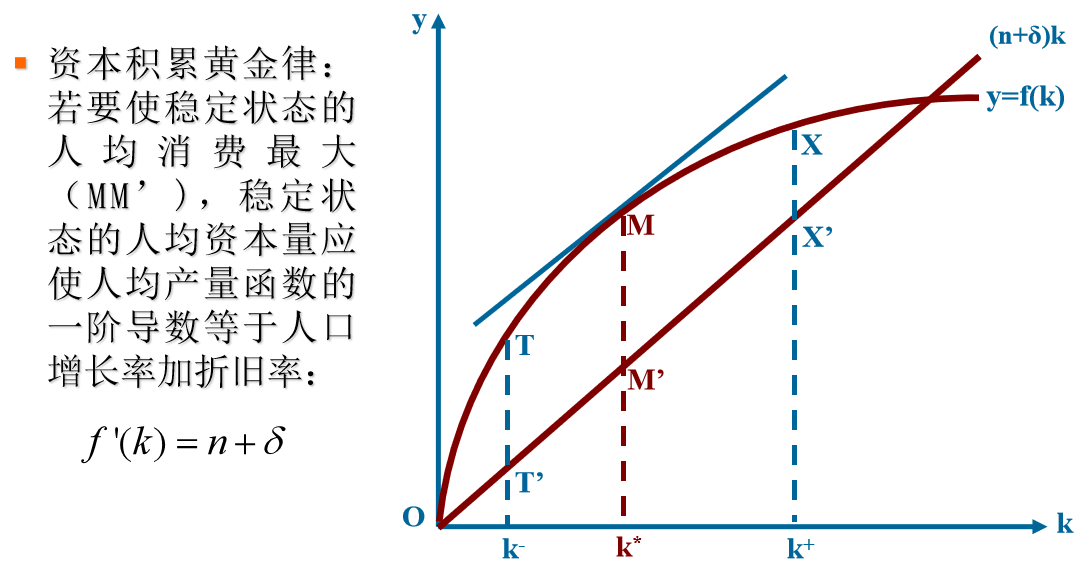 资本积累黄金律：
若要使稳定状态的
人均消费最大
（MM’），稳定状
态的人均资本量应
使人均产量函数的
一阶导数等于人口
增长率加折旧率：
f '(k) = n + δ
y
(n+δ)k
y=f(k)
X
M
X’
T
M’
T’
O
k
k-
k*
k+